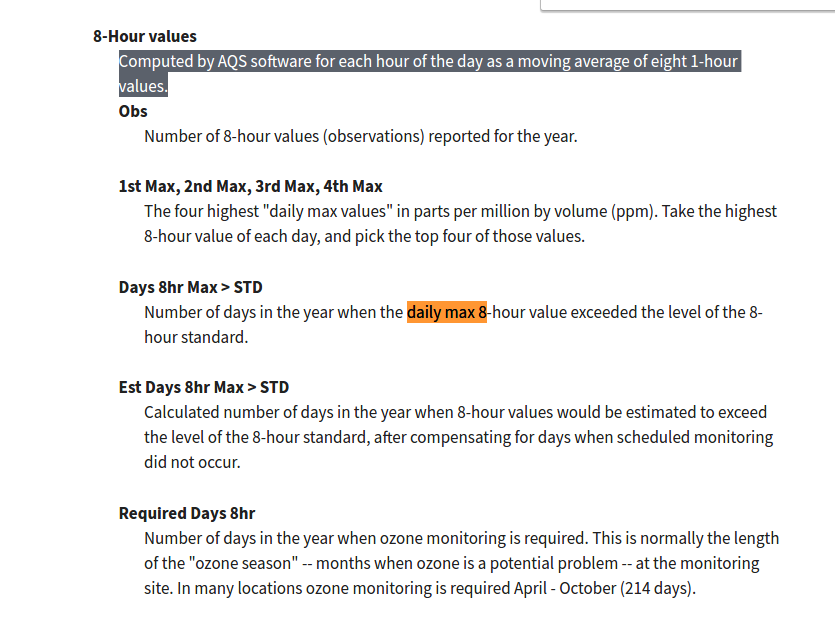 8-Hour values
Computed by AQS software for each hour of the day as a moving average of eight 1-hour
values.
Obs
Number of 8-hour values (observations) reported for the year.
1st Max, 2nd Max, 3rd Max, 4th Max
The four highest "daily max values" in parts per million by volume (ppm). Take the highest
8-hour value of each day, and pick the top four of those values.
Days 8hr Max > STD
Number of days in the year when the daily max 8-hour value exceeded the level of the 8-
hour standard.
Est Days 8hr Max > STD
Calculated number of days in the year when 8-hour values would be estimated to exceed
the level of the 8-hour standard, after compensating for days when scheduled monitoring
did not occur.
Required Days 8hr
Number of days in the year when ozone monitoring is required. This is normally the length
of the "ozone season" -- months when ozone is a potential problem -- at the monitoring
site. In many locations ozone monitoring is required April - October (214 days).